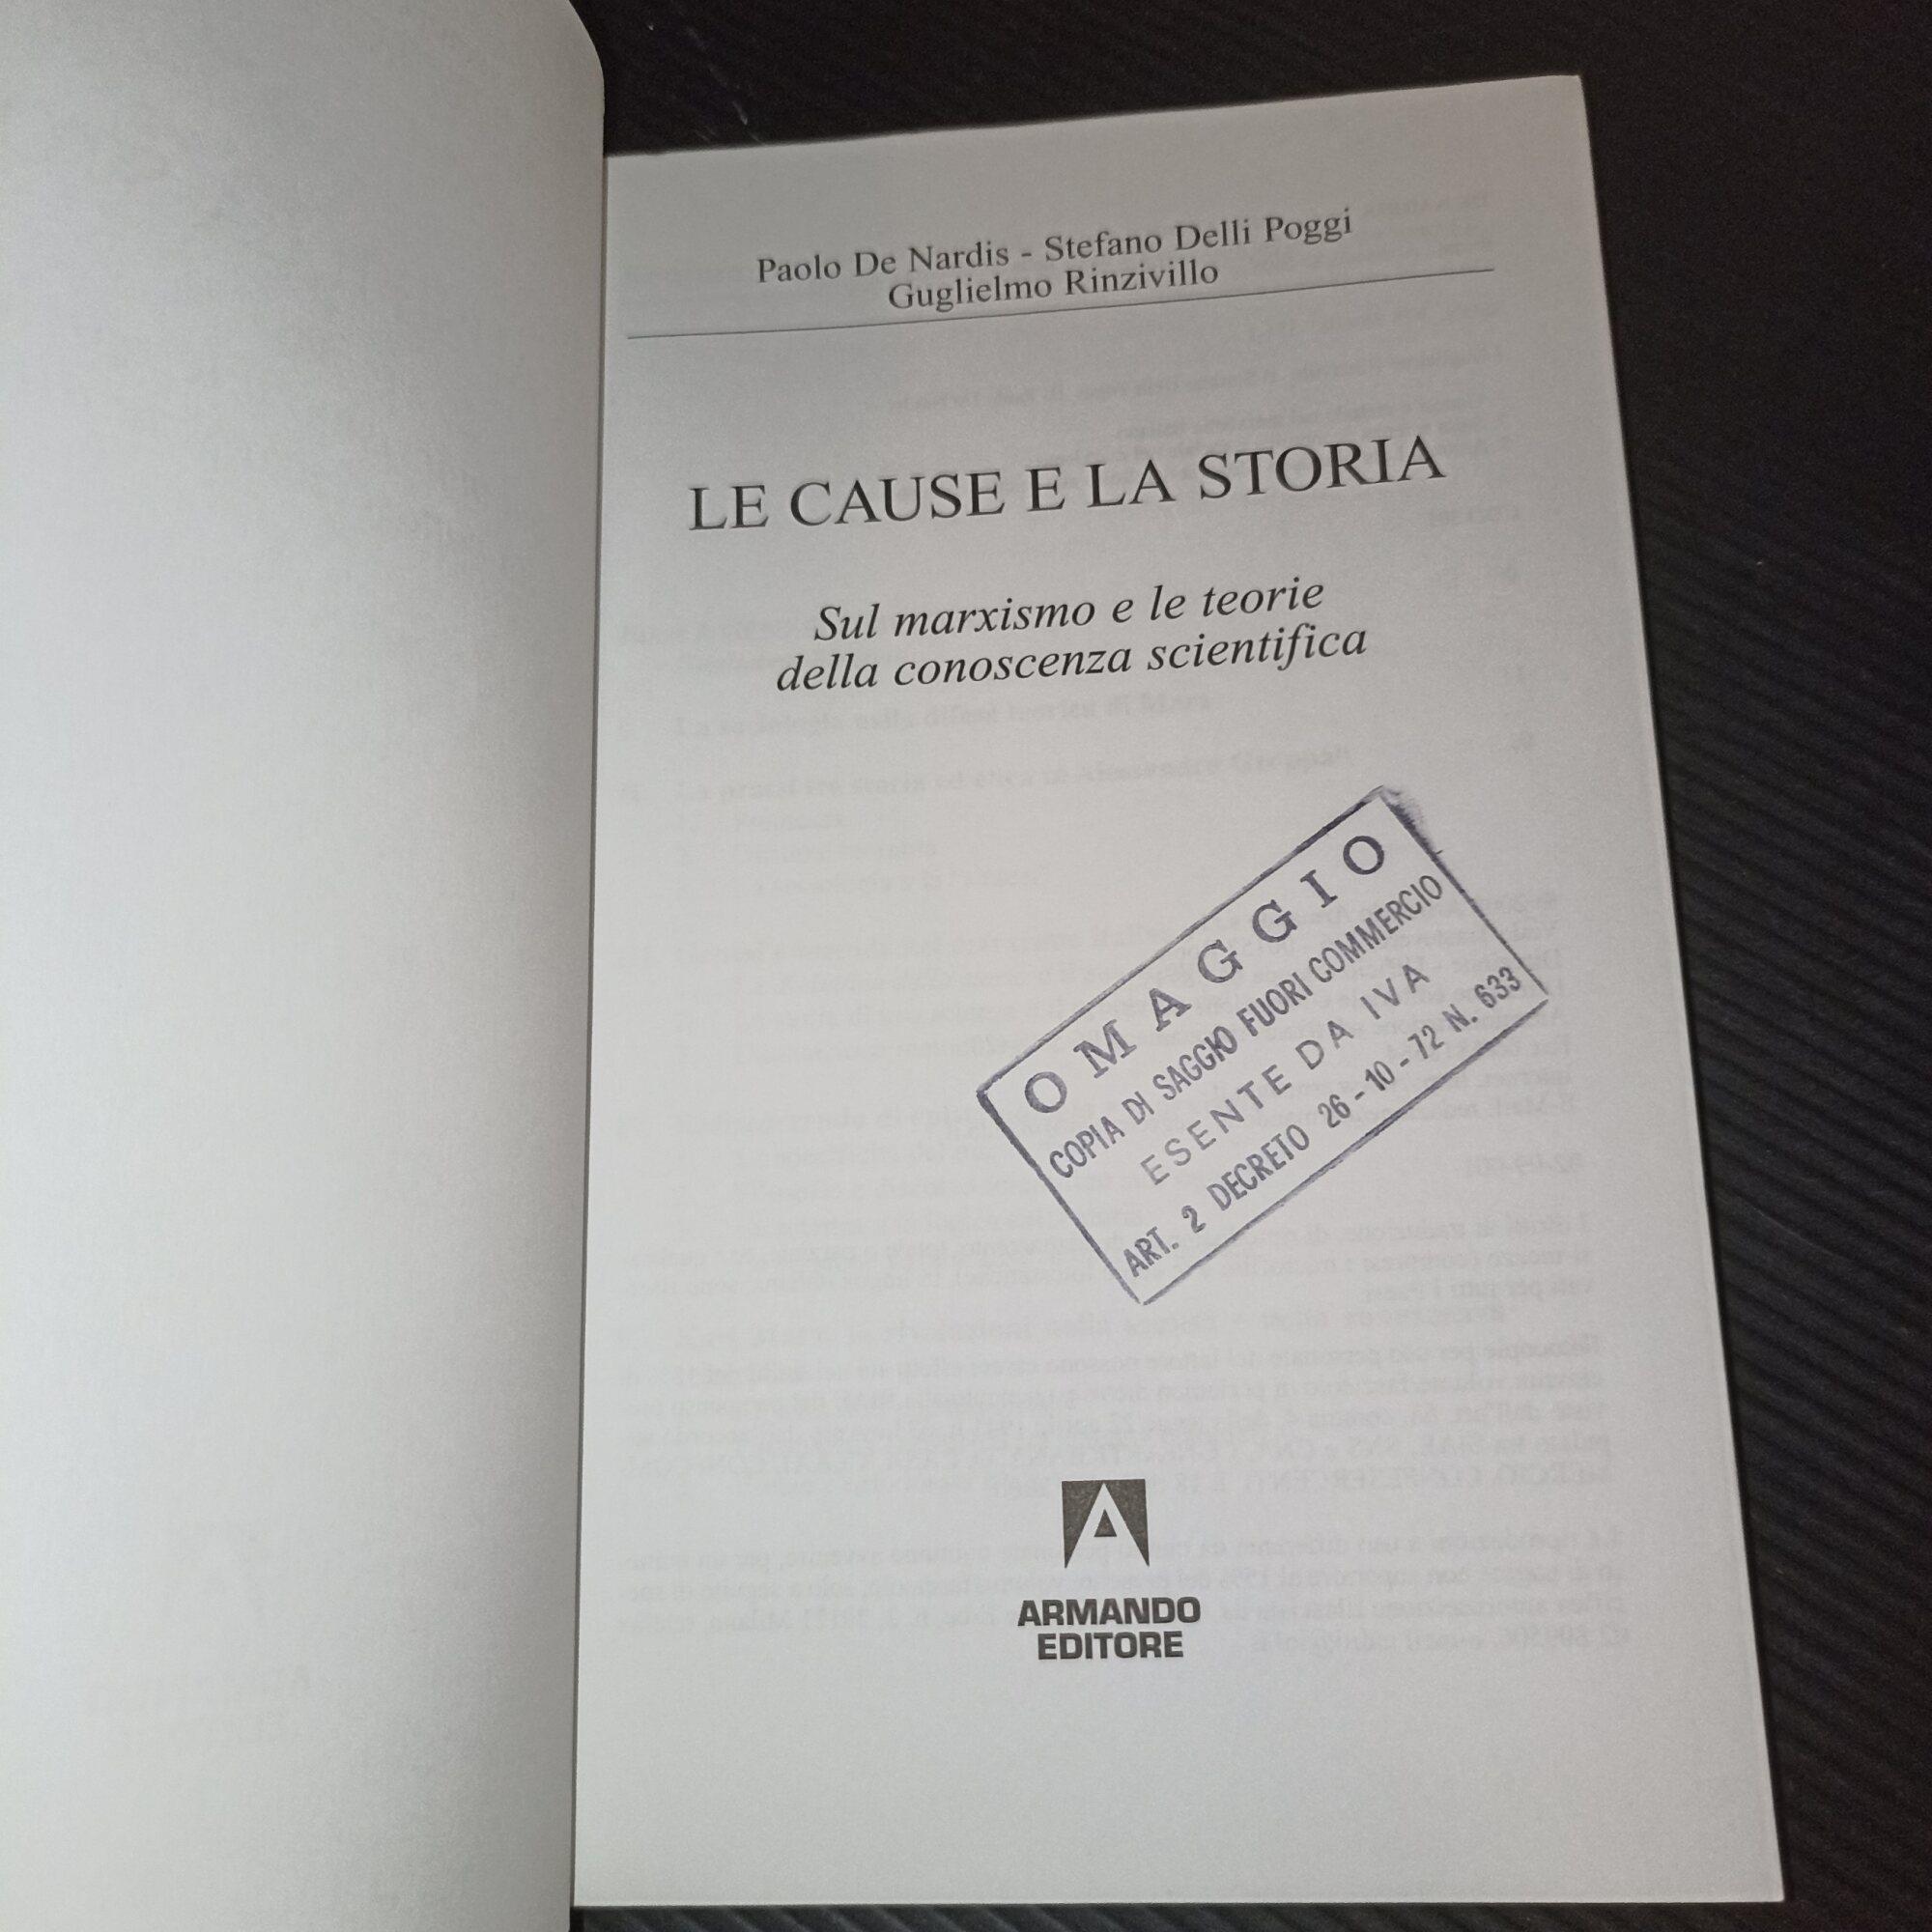 Paolo De Nardis - Stefano Delli Poggi
Guglielmo Rinzivillo
LE CAUSE E LA STORIA
Sul marxismo e le teorie
della conoscenza scientifica
OMAGGIO
COPIA DI SAGGIO FUORI COMMERCIO
ESENTE DA IVA
ART. 2 DECRETO 26-10-72 N. 633
ARMANDO
EDITORE